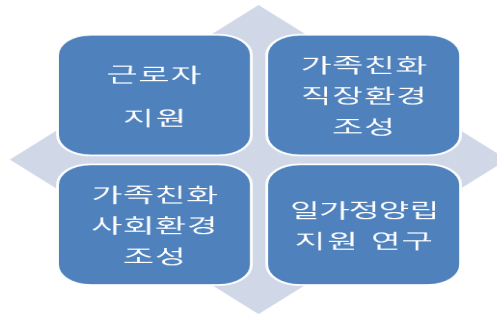 근로자
지원
가족친화
직장환경
조성
가족친화
사회환경
조성
일가정양립
지원 연구